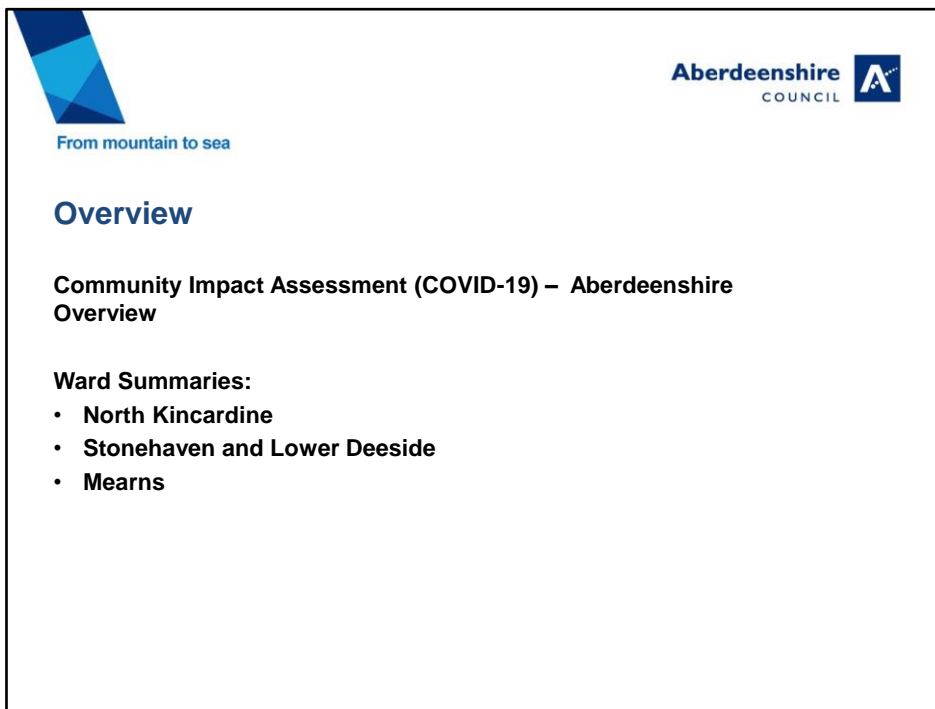 Aberdeenshire
COUNCIL
From mountain to sea
Overview
Community Impact Assessment (COVID-19) – Aberdeenshire
Overview
Ward Summaries:
• North Kincardine
• Stonehaven and Lower Deeside
• Mearns